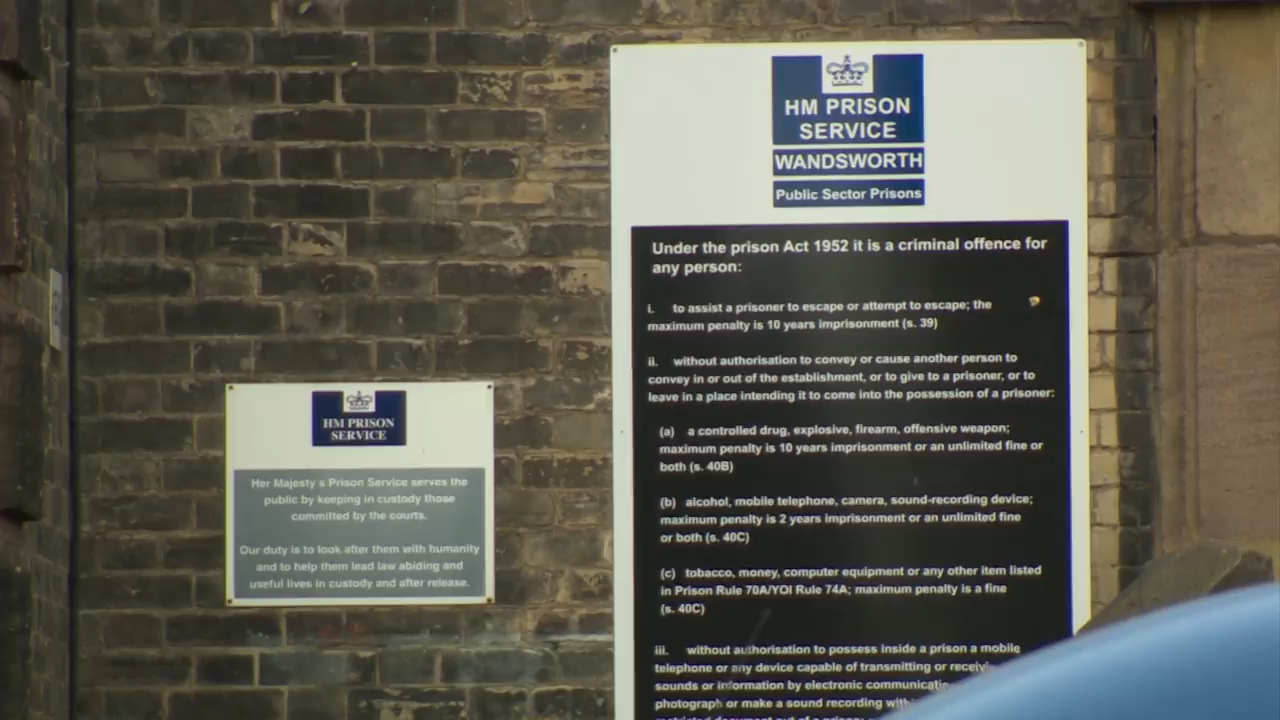 HM PRISON
SERVICE
WANDSWORTH
Public Sector Prisons
Under the prison Act 1952 it is a criminal offence for
any person:
i. to assist a prisoner to escape or attempt to escape; the
maximum penalty is 10 years imprisonment (s. 39)
ii. without authorisation to convey or cause another person to
convey in or out of the establishment, or to give to a prisoner, or to
leave in a place intending it to come into the possession of a prisoner:
(a) a controlled drug, explosive, firearm, offensive weapon;
maximum penalty is 10 years imprisonment or an unlimited fine or
both (s. 40B)
(b) alcohol, mobile telephone, camera, sound-recording device;
maximum penalty is 2 years imprisonment or an unlimited fine
or both (s. 40C)
(c) tobacco, money, computer equipment or any other item listed
in Prison Rule 70A/YOI Rule 74A; maximum penalty is a fine
(s. 40C)
iii. without authorisation to possess inside a prison a mobile
telephone or any device capable of transmitting or
sounds or information by electronic
photograph or make a sound recording
restricted document out of a
HM PRISON
SERVICE
Her Majesty s Prison Service serves the
public by keeping in custody those
committed by the courts.
Our duty is to look after them with humanity
and to help them lead law abiding and
useful lives in custody and after release.